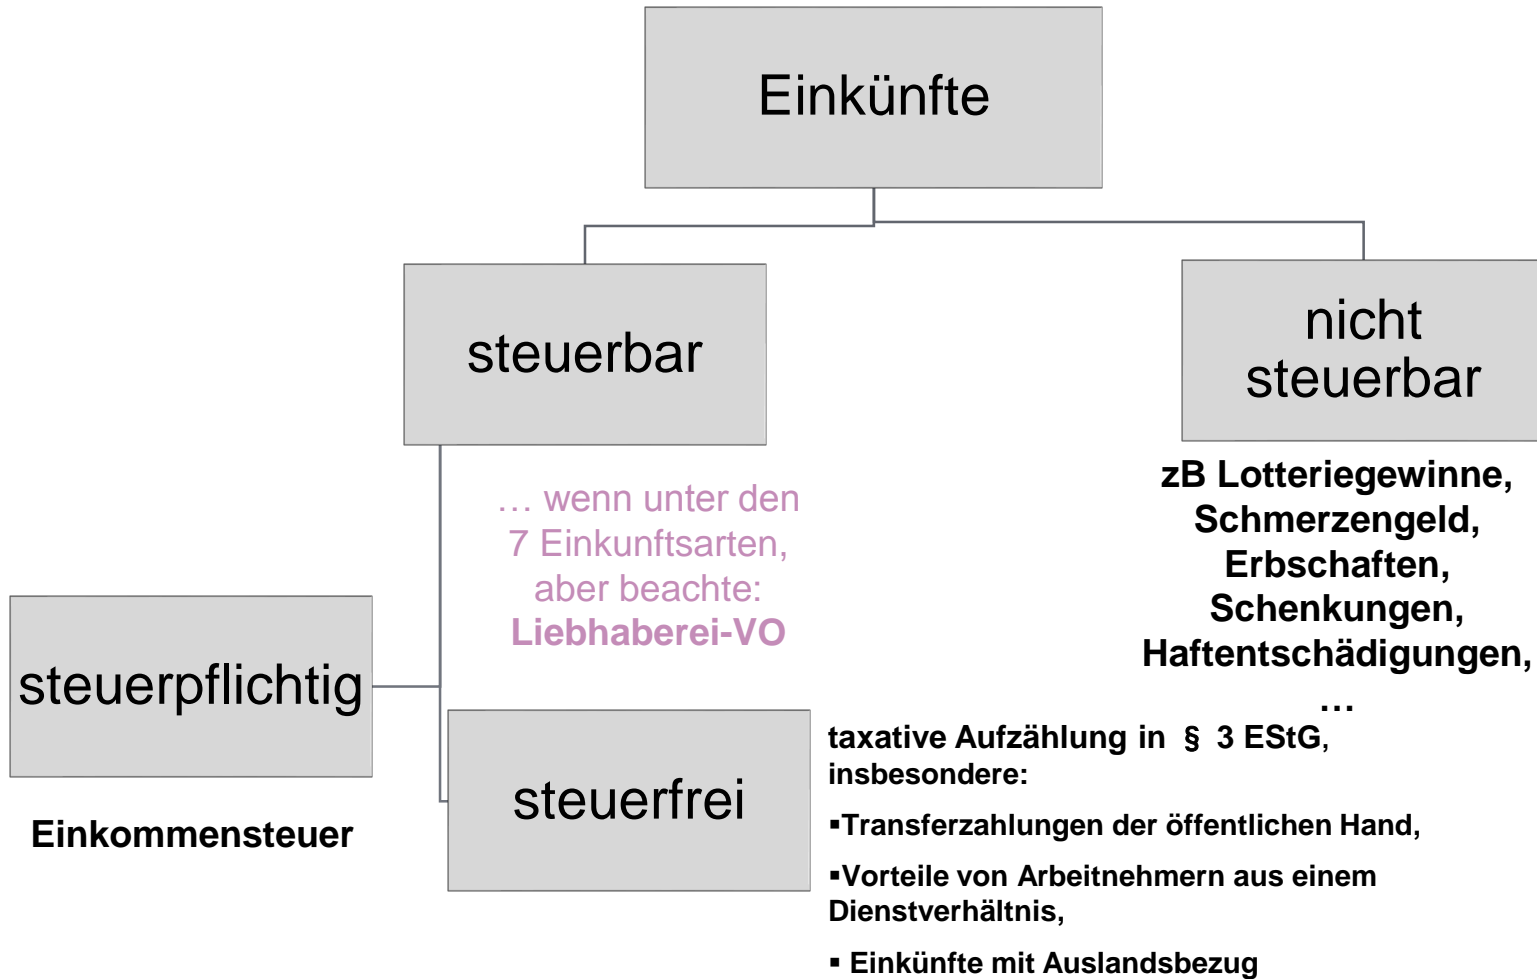 Einkünfte
steuerbar
nicht
steuerbar
… wenn unter den
7 Einkunftsarten,
aber beachte:
Liebhaberei-VO
zB Lotteriegewinne,
Schmerzengeld,
Erbschaften,
Schenkungen,
Haftentschädigungen,
…
steuerpflichtig
Einkommensteuer
steuerfrei
taxative Aufzählung in § 3 EStG,
insbesondere:
▪Transferzahlungen der öffentlichen Hand,
▪Vorteile von Arbeitnehmern aus einem
Dienstverhältnis,
▪ Einkünfte mit Auslandsbezug